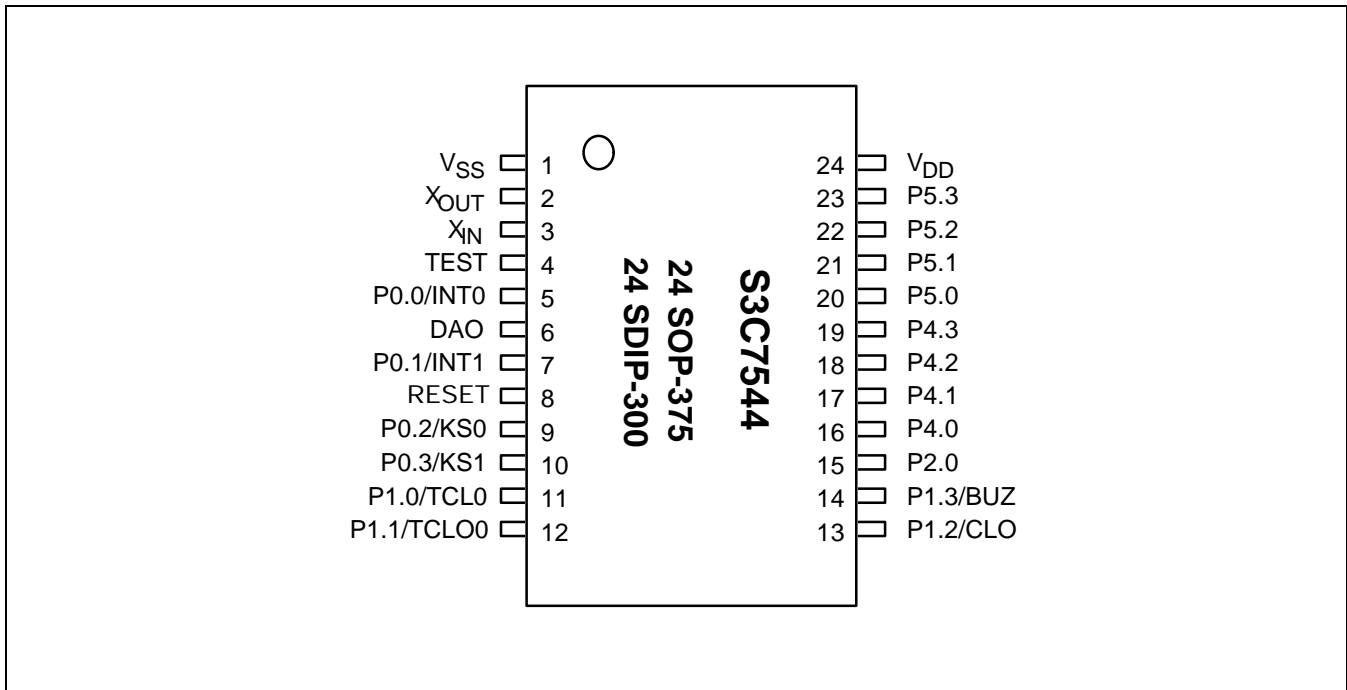 V_SS 1 24 V_DD
X_OUT 2 23 P5.3
X_IN 3 22 P5.2
TEST 4 21 P5.1
P0.0/INT0 5 20 P5.0
DAO 6 19 P4.3
P0.1/INT1 7 18 P4.2
RESET 8 17 P4.1
P0.2/KS0 9 16 P4.0
P0.3/KS1 10 15 P2.0
P1.0/TCL0 11 14 P1.3/BUZ
P1.1/TCLO0 12 13 P1.2/CLO
S3C7544
24 SOP-375
24 SDIP-300